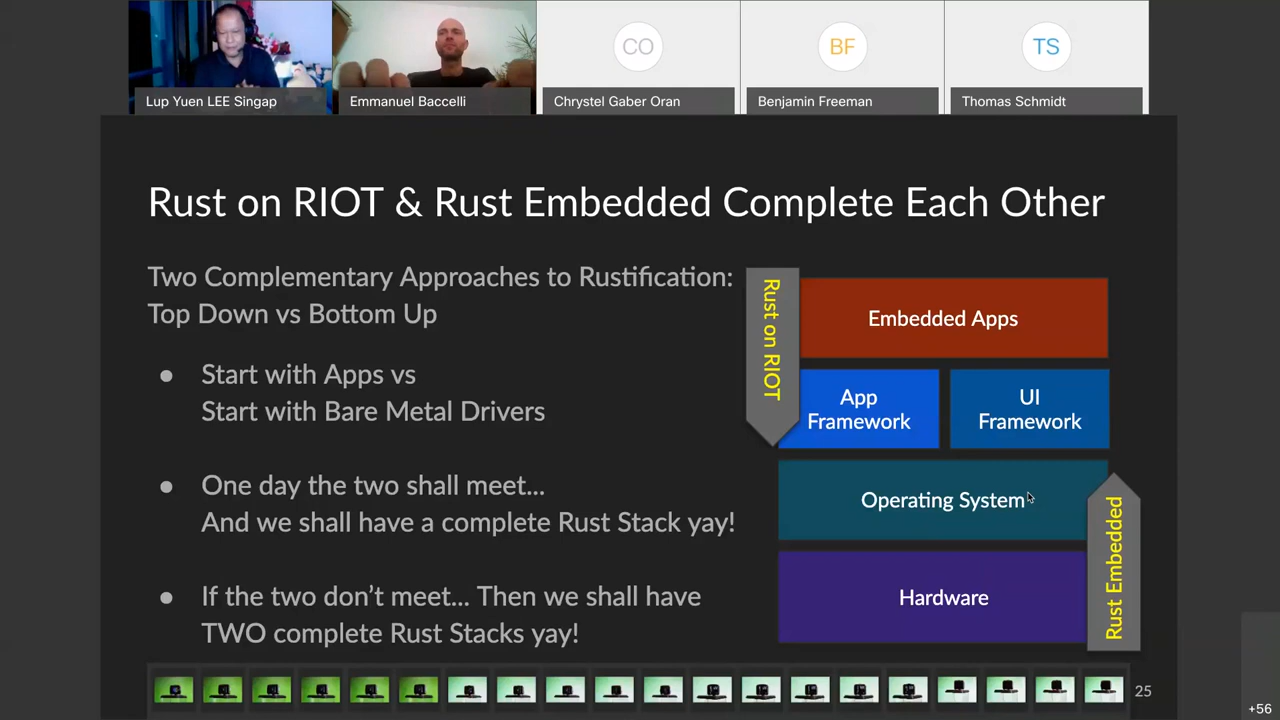 CO
BF
TS
Lup Yuen LEE Singap
Emmanuel Baccelli
Chrystel Gaber Oran
Benjamin Freeman
Thomas Schmidt
Rust on RIOT & Rust Embedded Complete Each Other
Two Complementary Approaches to Rustification:
Top Down vs Bottom Up
● Start with Apps vs
Start with Bare Metal Drivers
● One day the two shall meet...
And we shall have a complete Rust Stack yay!
● If the two don't meet... Then we shall have
TWO complete Rust Stacks yay!
Rust on RIOT
Embedded Apps
App
Framework
UI
Framework
Operating System
Hardware
Rust Embedded
25
+56